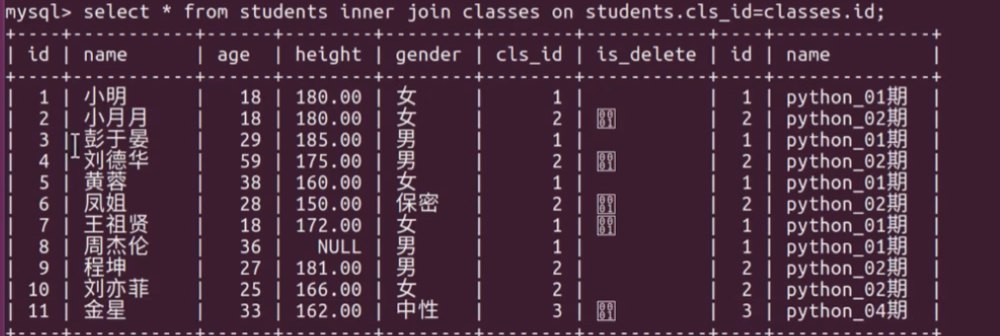 mysql> select * from students inner join classes on students.cls_id=classes.id;
+----+-----------+------+--------+--------+--------+-----------+----+-------------+
| id | name | age | height | gender | cls_id | is_delete | id | name |
+----+-----------+------+--------+--------+--------+-----------+----+-------------+
| 1 | 小明 | 18 | 180.00 | 女 | 1 | | 1 | python_01期 |
| 2 | 小月月 | 18 | 180.00 | 女 | 2 | 0001 | 2 | python_02期 |
| 3 | 彭于晏 | 29 | 185.00 | 男 | 1 | | 1 | python_01期 |
| 4 | 刘德华 | 59 | 175.00 | 男 | 2 | 0001 | 2 | python_02期 |
| 5 | 黄蓉 | 38 | 160.00 | 女 | 1 | | 1 | python_01期 |
| 6 | 凤姐 | 28 | 150.00 | 保密 | 2 | 0001 | 2 | python_02期 |
| 7 | 王祖贤 | 18 | 172.00 | 女 | 1 | 0001 | 1 | python_01期 |
| 8 | 周杰伦 | 36 | NULL | 男 | 1 | | 1 | python_01期 |
| 9 | 程坤 | 27 | 181.00 | 男 | 2 | | 2 | python_02期 |
| 10 | 刘亦菲 | 25 | 166.00 | 女 | 2 | | 2 | python_02期 |
| 11 | 金星 | 33 | 162.00 | 中性 | 3 | 0001 | 3 | python_04期 |
+----+-----------+------+--------+--------+--------+-----------+----+-------------+